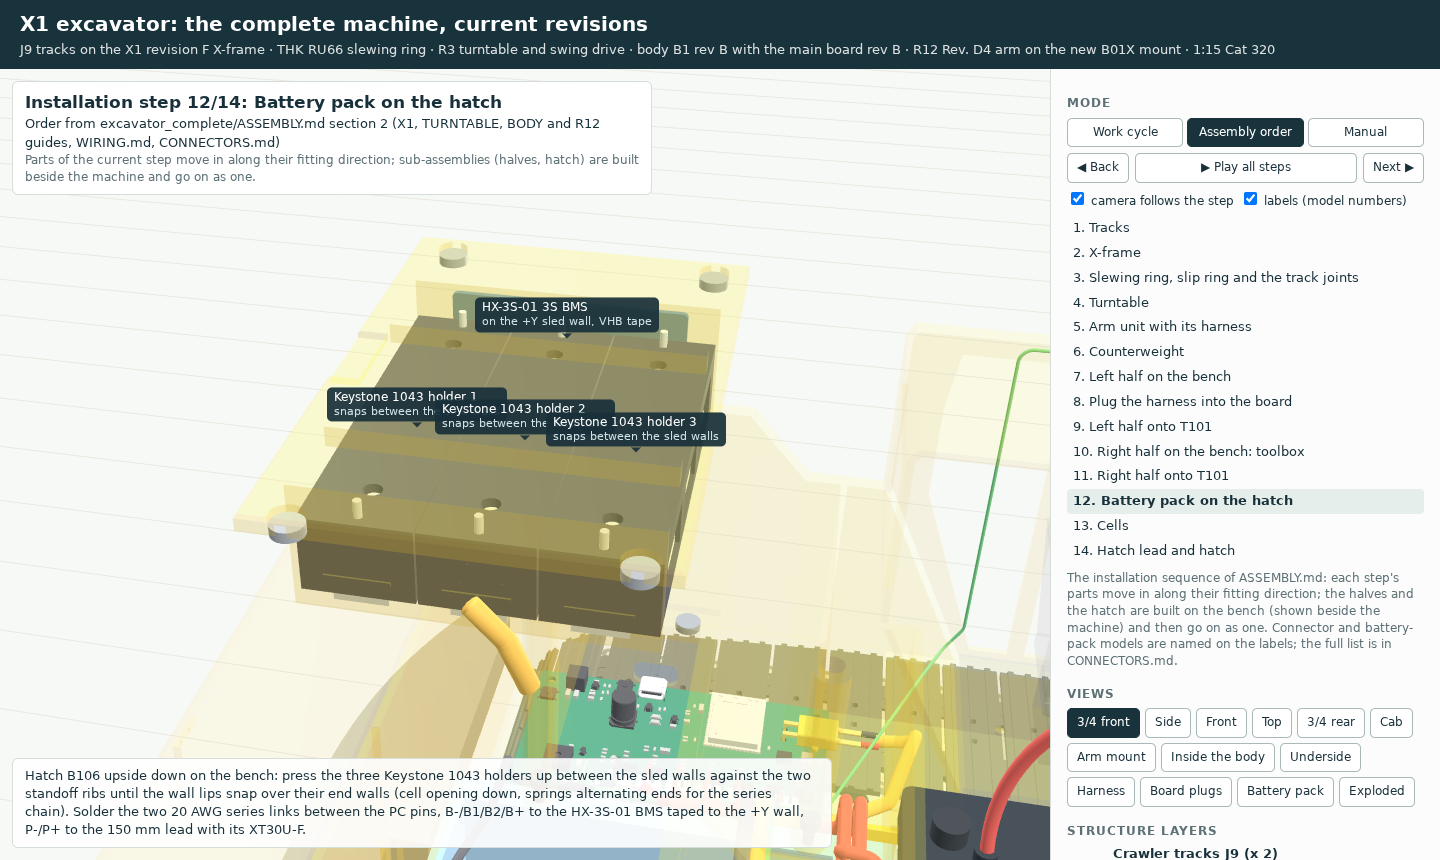 X1 excavator: the complete machine, current revisions
J9 tracks on the X1 revision F X-frame · THK RU66 slewing ring · R3 turntable and swing drive · body B1 rev B with the main board rev B · R12 Rev. D4 arm on the new B01X mount · 1:15 Cat 320
Installation step 12/14: Battery pack on the hatch
Order from excavator_complete/ASSEMBLY.md section 2 (X1, TURNTABLE, BODY and R12
guides, WIRING.md, CONNECTORS.md)
Parts of the current step move in along their fitting direction; sub-assemblies (halves, hatch) are built
beside the machine and go on as one.
HX-3S-01 3S BMS
on the +Y sled wall, VHB tape
Keystone 1043 holder 1
snaps between
Keystone 1043 holder 2
snaps between the
Keystone 1043 holder 3
snaps between the sled walls
Hatch B106 upside down on the bench: press the three Keystone 1043 holders up between the sled walls against the two
standoff ribs until the wall lips snap over their end walls (cell opening down, springs alternating ends for the series
chain). Solder the two 20 AWG series links between the PC pins, B-/B1/B2/B+ to the HX-3S-01 BMS taped to the +Y wall,
P-/P+ to the 150 mm lead with its XT30U-F.
MODE
Work cycle
Assembly order
Manual
◀ Back
▶ Play all steps
Next ▶
camera follows the step
labels (model numbers)
1. Tracks
2. X-frame
3. Slewing ring, slip ring and the track joints
4. Turntable
5. Arm unit with its harness
6. Counterweight
7. Left half on the bench
8. Plug the harness into the board
9. Left half onto T101
10. Right half on the bench: toolbox
11. Right half onto T101
12. Battery pack on the hatch
13. Cells
14. Hatch lead and hatch
The installation sequence of ASSEMBLY.md: each step's
parts move in along their fitting direction; the halves and
the hatch are built on the bench (shown beside the
machine) and then go on as one. Connector and battery-
pack models are named on the labels; the full list is in
CONNECTORS.md.
VIEWS
3/4 front
Side
Front
Top
3/4 rear
Cab
Arm mount
Inside the body
Underside
Harness
Board plugs
Battery pack
Exploded
STRUCTURE LAYERS
Crawler tracks J9 (x 2)